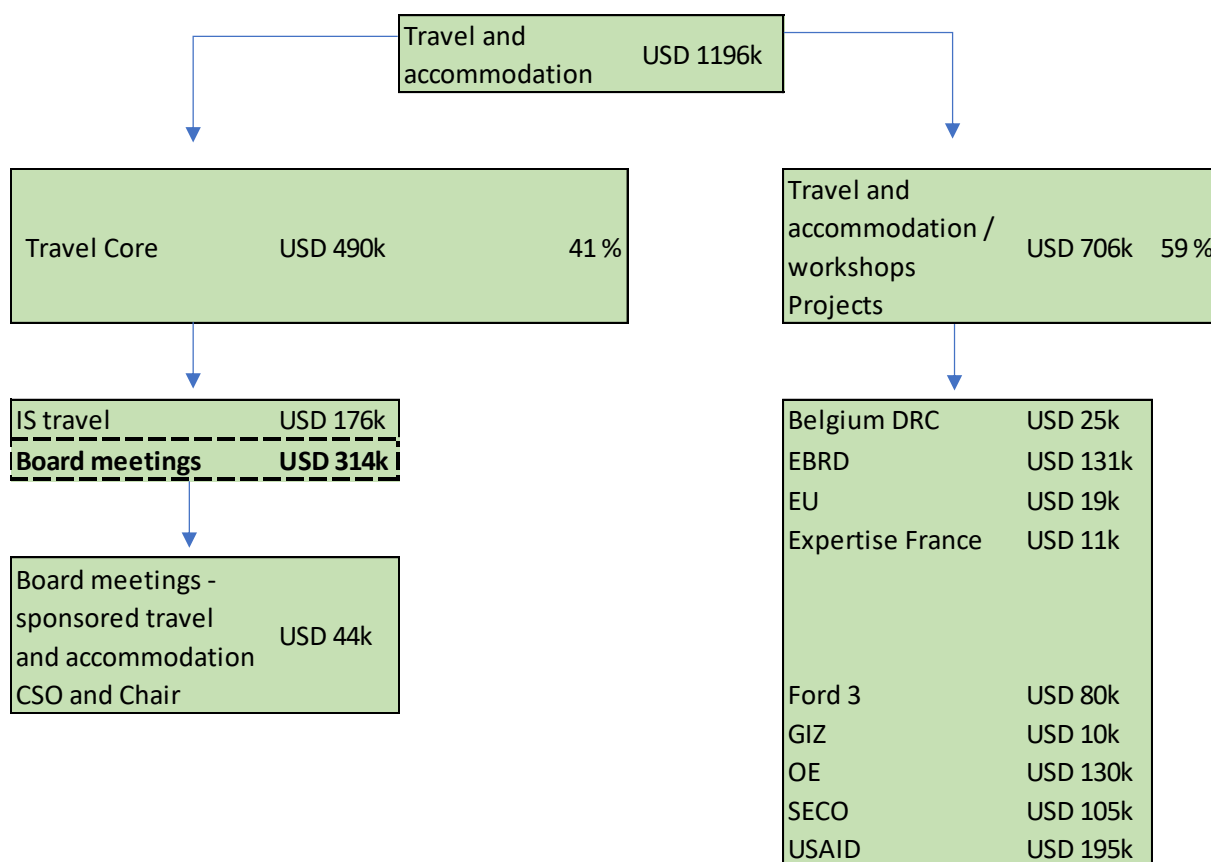 Travel and
accommodation USD 1196k
Travel Core USD 490k 41 %
Travel and
accommodation /
workshops
Projects
USD 706k 59 %
IS travel USD 176k
Board meetings USD 314k
Board meetings -
sponsored travel
and accommodation
CSO and Chair
USD 44k
Belgium DRC USD 25k
EBRD USD 131k
EU USD 19k
Expertise France USD 11k
Ford 3 USD 80k
GIZ USD 10k
OE USD 130k
SECO USD 105k
USAID USD 195k